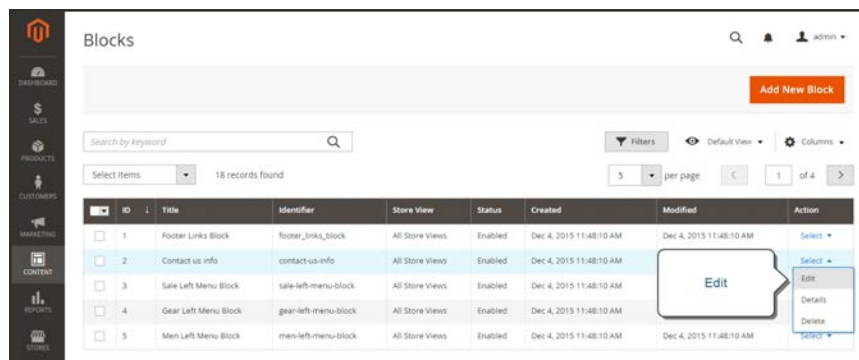 Blocks
admin
DASHBOARD
Add New Block
SALES
Search by keyword
Filters
Default View
Columns
PRODUCTS
Select Items
18 records found
5
per page
1
of 4
CUSTOMERS
ID ↓ Title Identifier Store View Status Created Modified Action
MARKETING
1 Footer Links Block footer_links_block All Store Views Enabled Dec 4, 2015 11:48:10 AM Dec 4, 2015 11:48:10 AM Select
CONTENT
2 Contact us info contact-us-info All Store Views Enabled Dec 4, 2015 11:48:10 AM Select
Edit
3 Sale Left Menu Block sale-left-menu-block All Store Views Enabled Dec 4, 2015 11:48:10 AM Edit
Details
REPORTS
4 Gear Left Menu Block gear-left-menu-block All Store Views Enabled Dec 4, 2015 11:48:10 AM
Delete
5 Men Left Menu Block men-left-menu-block All Store Views Enabled Dec 4, 2015 11:48:10 AM Dec 4, 2015 11:48:10 AM Select
STORES